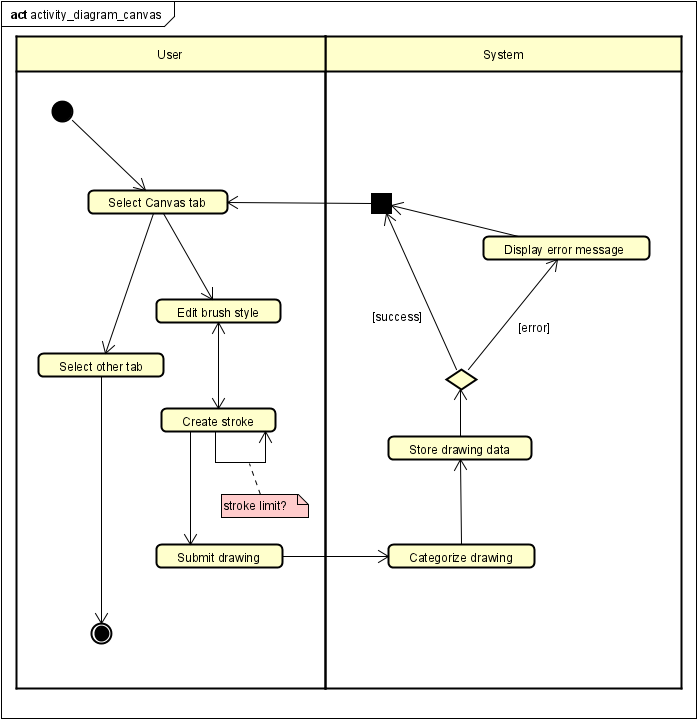 act activity_diagram_canvas
User
System
Select Canvas tab
Display error message
Edit brush style
[success]
[error]
Select other tab
Create stroke
Store drawing data
stroke limit?
Submit drawing
Categorize drawing